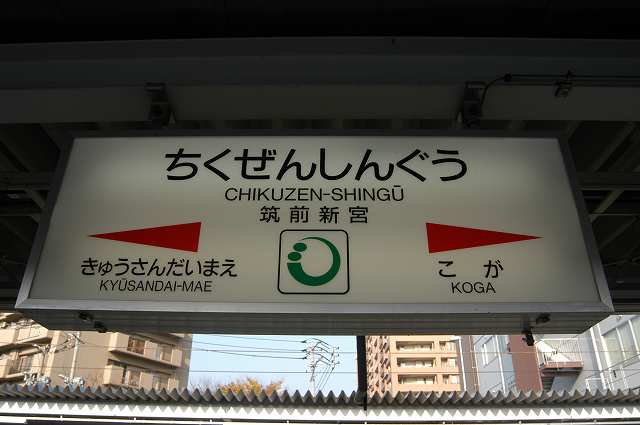 ちくぜんしんぐう
CHIKUZEN-SHINGŪ
筑前新宮
きゅうさんだいまえ
KYŪSANDAI-MAE
こが
KOGA